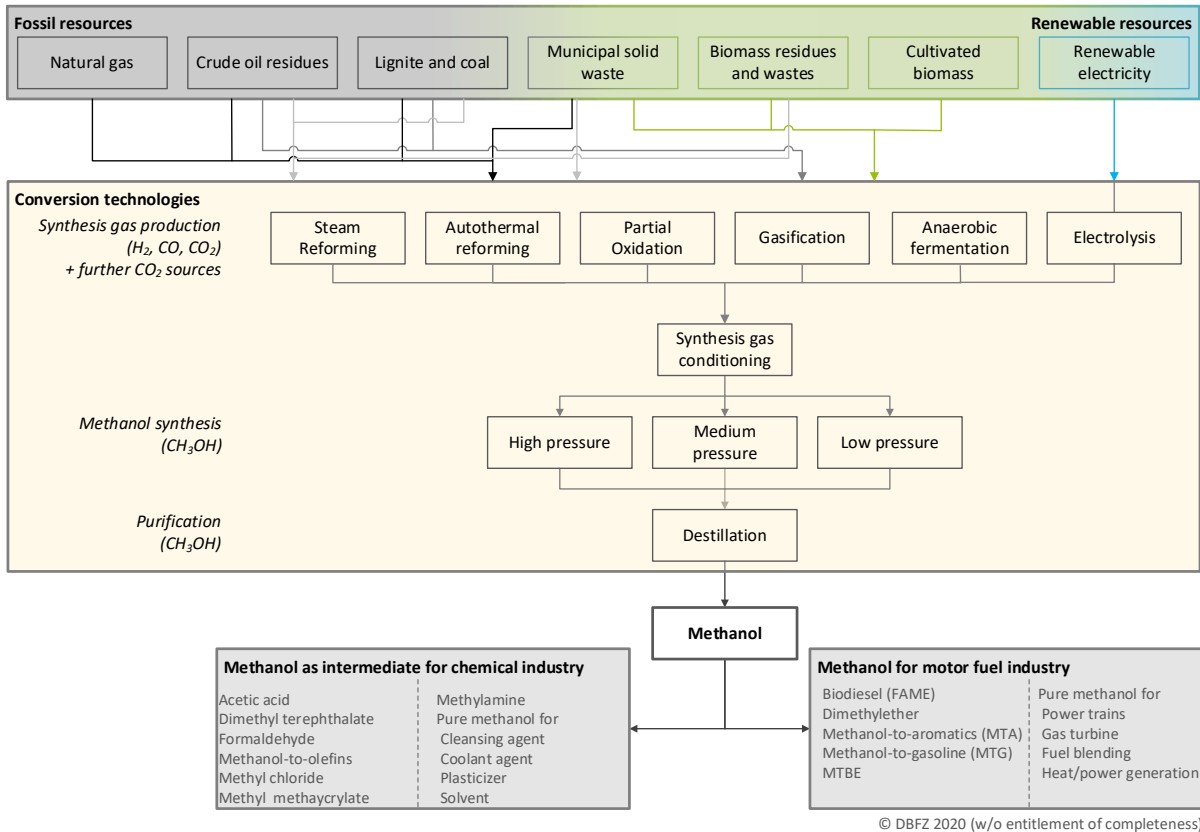 Fossil resources
Renewable resources
Natural gas
Crude oil residues
Lignite and coal
Municipal solid
waste
Biomass residues
and wastes
Cultivated
biomass
Renewable
electricity
Conversion technologies
Synthesis gas production
(H2, CO, CO2)
+ further CO2 sources
Steam
Reforming
Autothermal
reforming
Partial
Oxidation
Gasification
Anaerobic
fermentation
Electrolysis
Synthesis gas
conditioning
Methanol synthesis
(CH3OH)
High pressure
Medium
pressure
Low pressure
Purification
(CH3OH)
Destillation
Methanol
Methanol as intermediate for chemical industry
Acetic acid
Dimethyl terephthalate
Formaldehyde
Methanol-to-olefins
Methyl chloride
Methyl methaycrylate
Methylamine
Pure methanol for
Cleansing agent
Coolant agent
Plasticizer
Solvent
Methanol for motor fuel industry
Biodiesel (FAME)
Dimethylether
Methanol-to-aromatics (MTA)
Methanol-to-gasoline (MTG)
MTBE
Pure methanol for
Power trains
Gas turbine
Fuel blending
Heat/power generation
© DBFZ 2020 (w/o entitlement of completeness)